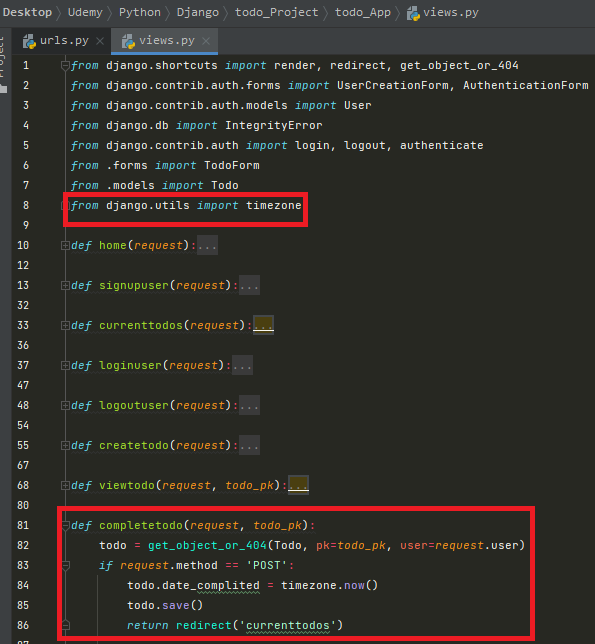 Desktop Udemy Python Django todo_Project todo_App views.py
urls.py views.py
Project
1 from django.shortcuts import render, redirect, get_object_or_404
2 from django.contrib.auth.forms import UserCreationForm, AuthenticationForm
3 from django.contrib.auth.models import User
4 from django.db import IntegrityError
5 from django.contrib.auth import login, logout, authenticate
6 from .forms import TodoForm
7 from .models import Todo
8 from django.utils import timezone
9
10 def home(request):...
12
13 def signupuser(request):...
32
33 def currenttodos(request):...
36
37 def loginuser(request):...
47
48 def logoutuser(request):...
54
55 def createtodo(request):...
67
68 def viewtodo(request, todo_pk):...
80
81 def completetodo(request, todo_pk):
82 todo = get_object_or_404(Todo, pk=todo_pk, user=request.user)
83 if request.method == 'POST':
84 todo.date_complited = timezone.now()
85 todo.save()
86 return redirect('currenttodos')